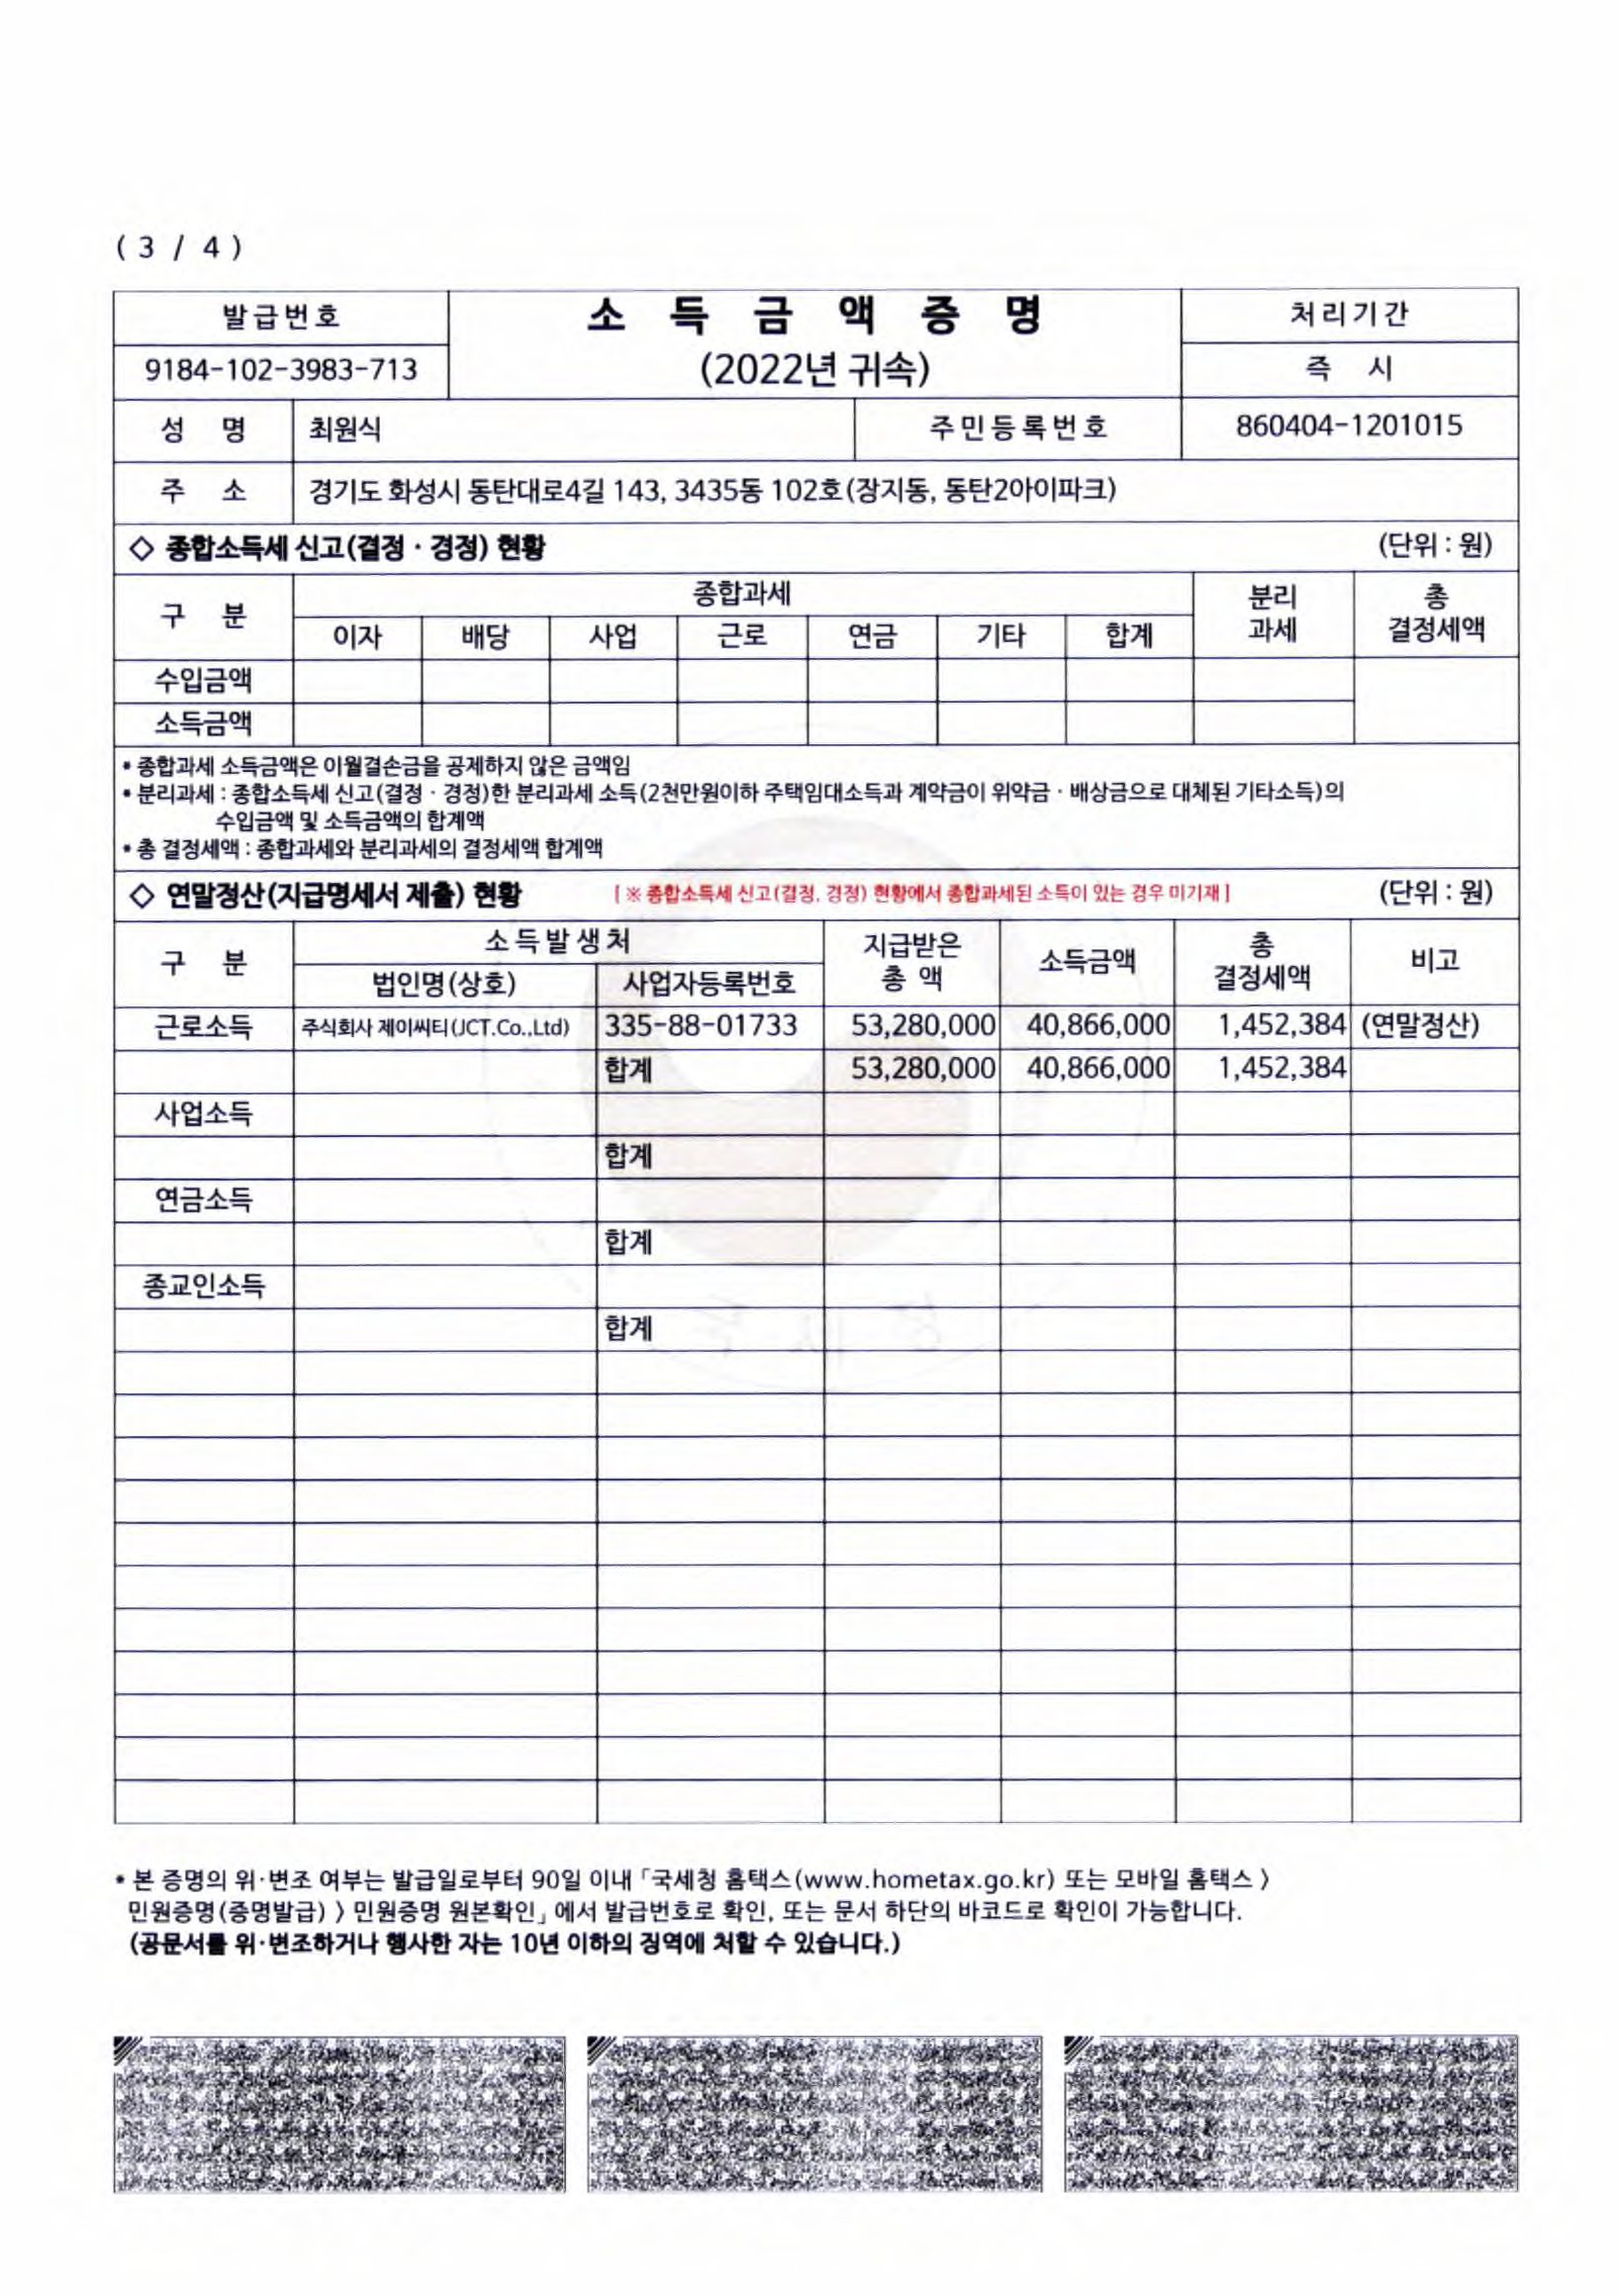 ( 3 / 4 )
발급번호
소 득 금 액 증 명
처리기간
9184-102-3983-713
(2022년 귀속)
즉 시
성 명
최원식
주민등록번호
860404-1201015
주 소
경기도 화성시 동탄대로4길 143, 3435동 102호(장지동, 동탄2아이파크)
◇ 종합소득세 신고(결정 · 경정) 현황
(단위 : 원)
구 분
종합과세
분리
과세
총
결정세액
이자
배당
사업
근로
연금
기타
합계
수입금액
소득금액
* 종합과세 소득금액은 이월결손금을 공제하지 않은 금액임
* 분리과세 : 종합소득세 신고(결정 · 경정)한 분리과세 소득(2천만원이하 주택임대소득과 계약금이 위약금 · 배상금으로 대체된 기타소득)의
수입금액 및 소득금액의 합계액
* 총 결정세액 : 종합과세와 분리과세의 결정세액 합계액
◇ 연말정산(지급명세서 제출) 현황
[ ※ 종합소득세 신고(결정, 경정) 현황에서 종합과세된 소득이 있는 경우 미기재 ]
(단위 : 원)
구 분
소득발생처
지급받은
총 액
소득금액
총
결정세액
비고
법인명(상호)
사업자등록번호
근로소득
주식회사 제이씨티(JCT.Co.,Ltd)
335-88-01733
53,280,000
40,866,000
1,452,384
(연말정산)
합계
53,280,000
40,866,000
1,452,384
사업소득
합계
연금소득
합계
종교인소득
합계
* 본 증명의 위·변조 여부는 발급일로부터 90일 이내 「국세청 홈택스(www.hometax.go.kr) 또는 모바일 홈택스 〉
민원증명(증명발급) 〉 민원증명 원본확인」에서 발급번호로 확인, 또는 문서 하단의 바코드로 확인이 가능합니다.
(공문서를 위·변조하거나 행사한 자는 10년 이하의 징역에 처할 수 있습니다.)